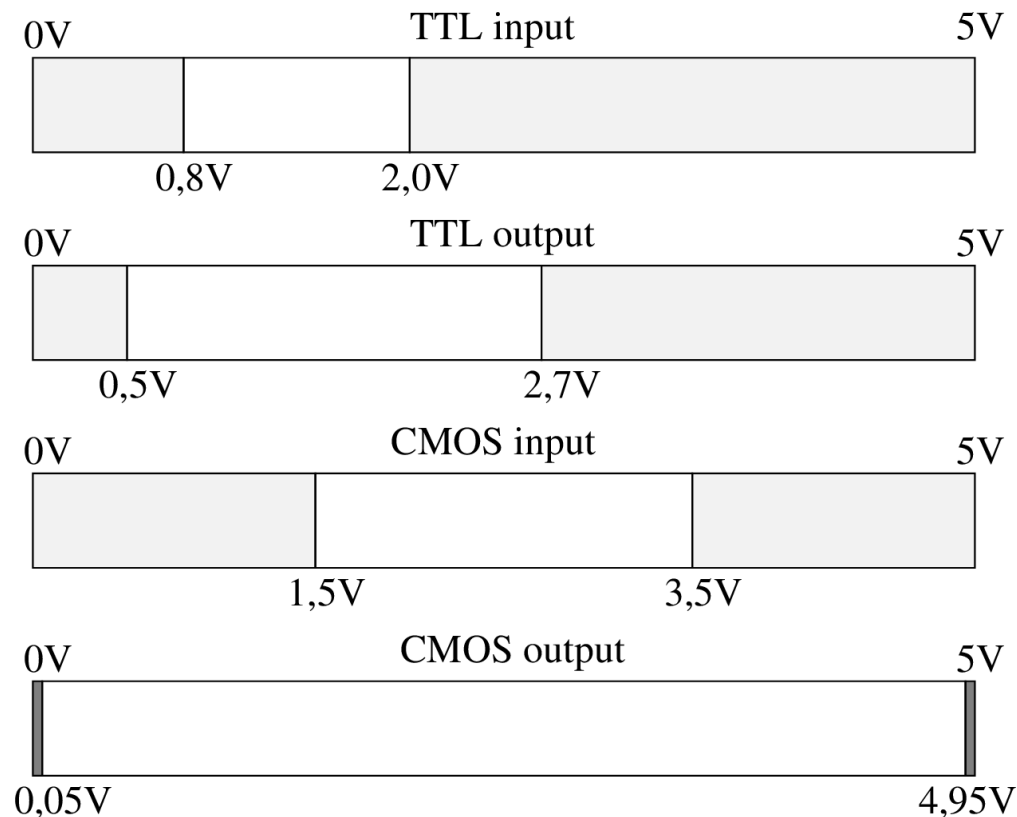 0V TTL input 5V
0,8V 2,0V
0V TTL output 5V
0,5V 2,7V
0V CMOS input 5V
1,5V 3,5V
0V CMOS output 5V
0,05V 4,95V